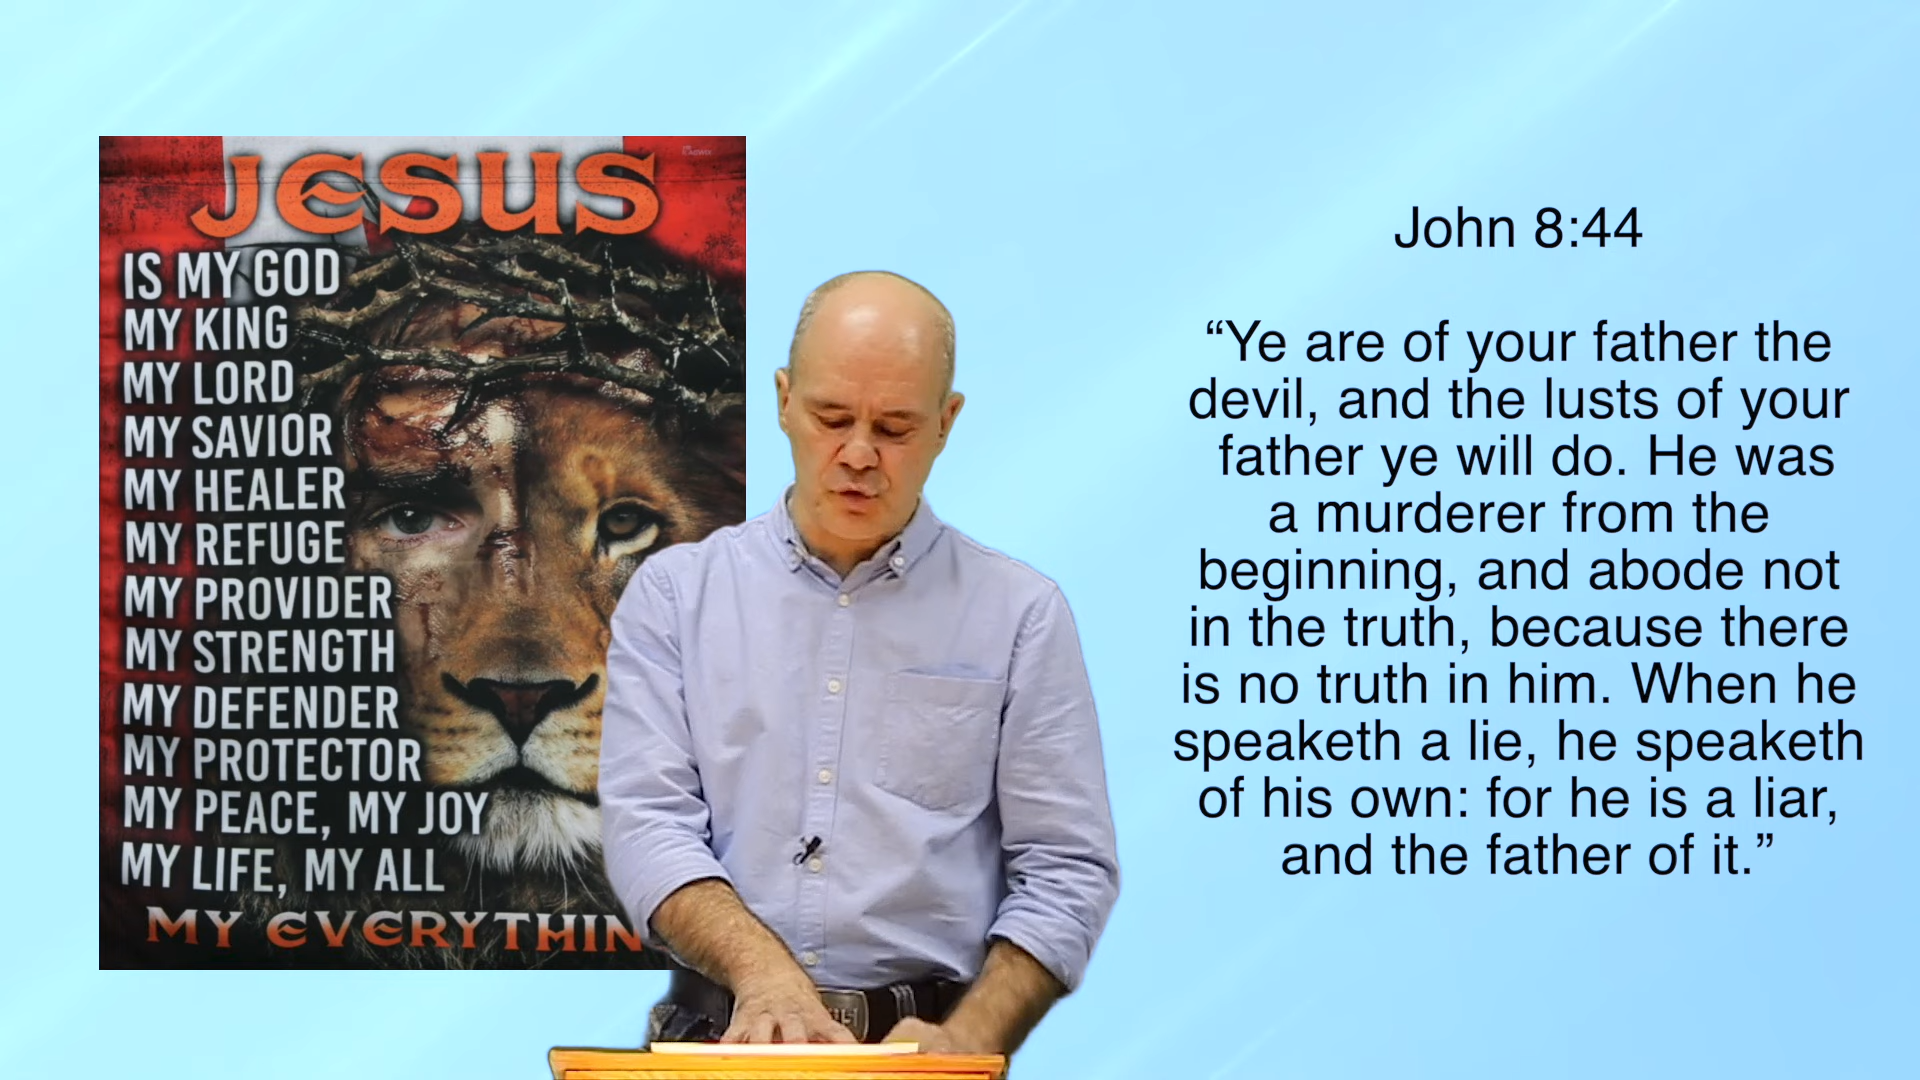 JESUS
IS MY GOD
MY KING
MY LORD
MY SAVIOR
MY HEALER
MY REFUGE
MY PROVIDER
MY STRENGTH
MY DEFENDER
MY PROTECTOR
MY PEACE, MY JOY
MY LIFE, MY ALL
MY EVERYTHIN
John 8:44
“Ye are of your father the
devil, and the lusts of your
father ye will do. He was
a murderer from the
beginning, and abode not
in the truth, because there
is no truth in him. When he
speaketh a lie, he speaketh
of his own: for he is a liar,
and the father of it.”